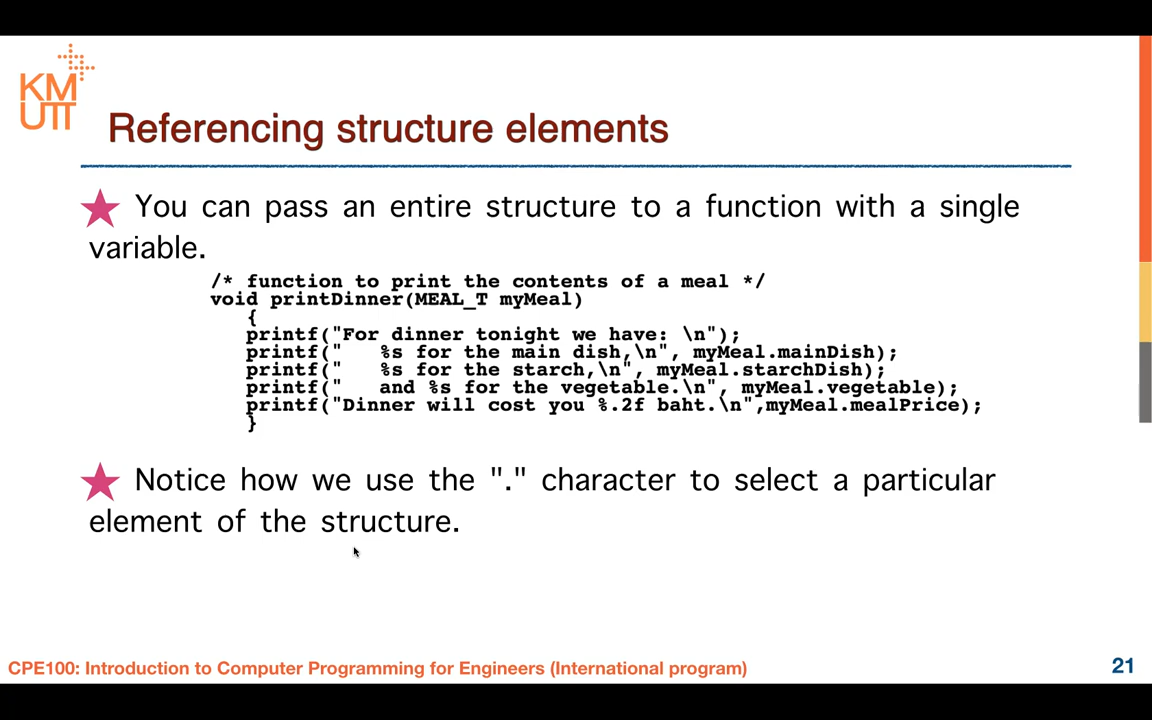 KM
UTT
Referencing structure elements
You can pass an entire structure to a function with a single
variable.
/* function to print the contents of a meal */
void printDinner(MEAL_T myMeal)
{
printf("For dinner tonight we have: \n");
printf("   %s for the main dish,\n", myMeal.mainDish);
printf("   %s for the starch,\n", myMeal.starchDish);
printf("   and %s for the vegetable.\n", myMeal.vegetable);
printf("Dinner will cost you %.2f baht.\n",myMeal.mealPrice);
}
Notice how we use the "." character to select a particular
element of the structure.
CPE100: Introduction to Computer Programming for Engineers (International program)
21